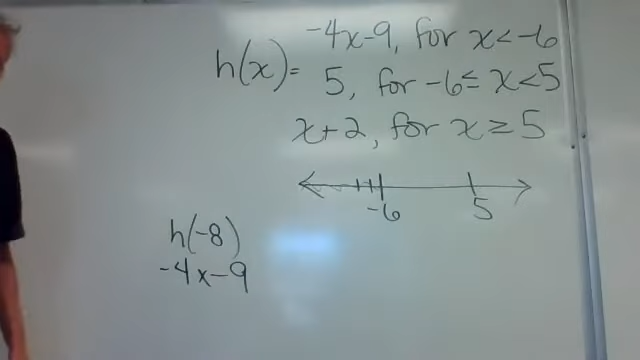 -4x-9, for x<-6
h(x)= 5, for -6≤ x<5
x+2, for x ≥ 5
-6 5
h(-8)
-4x-9